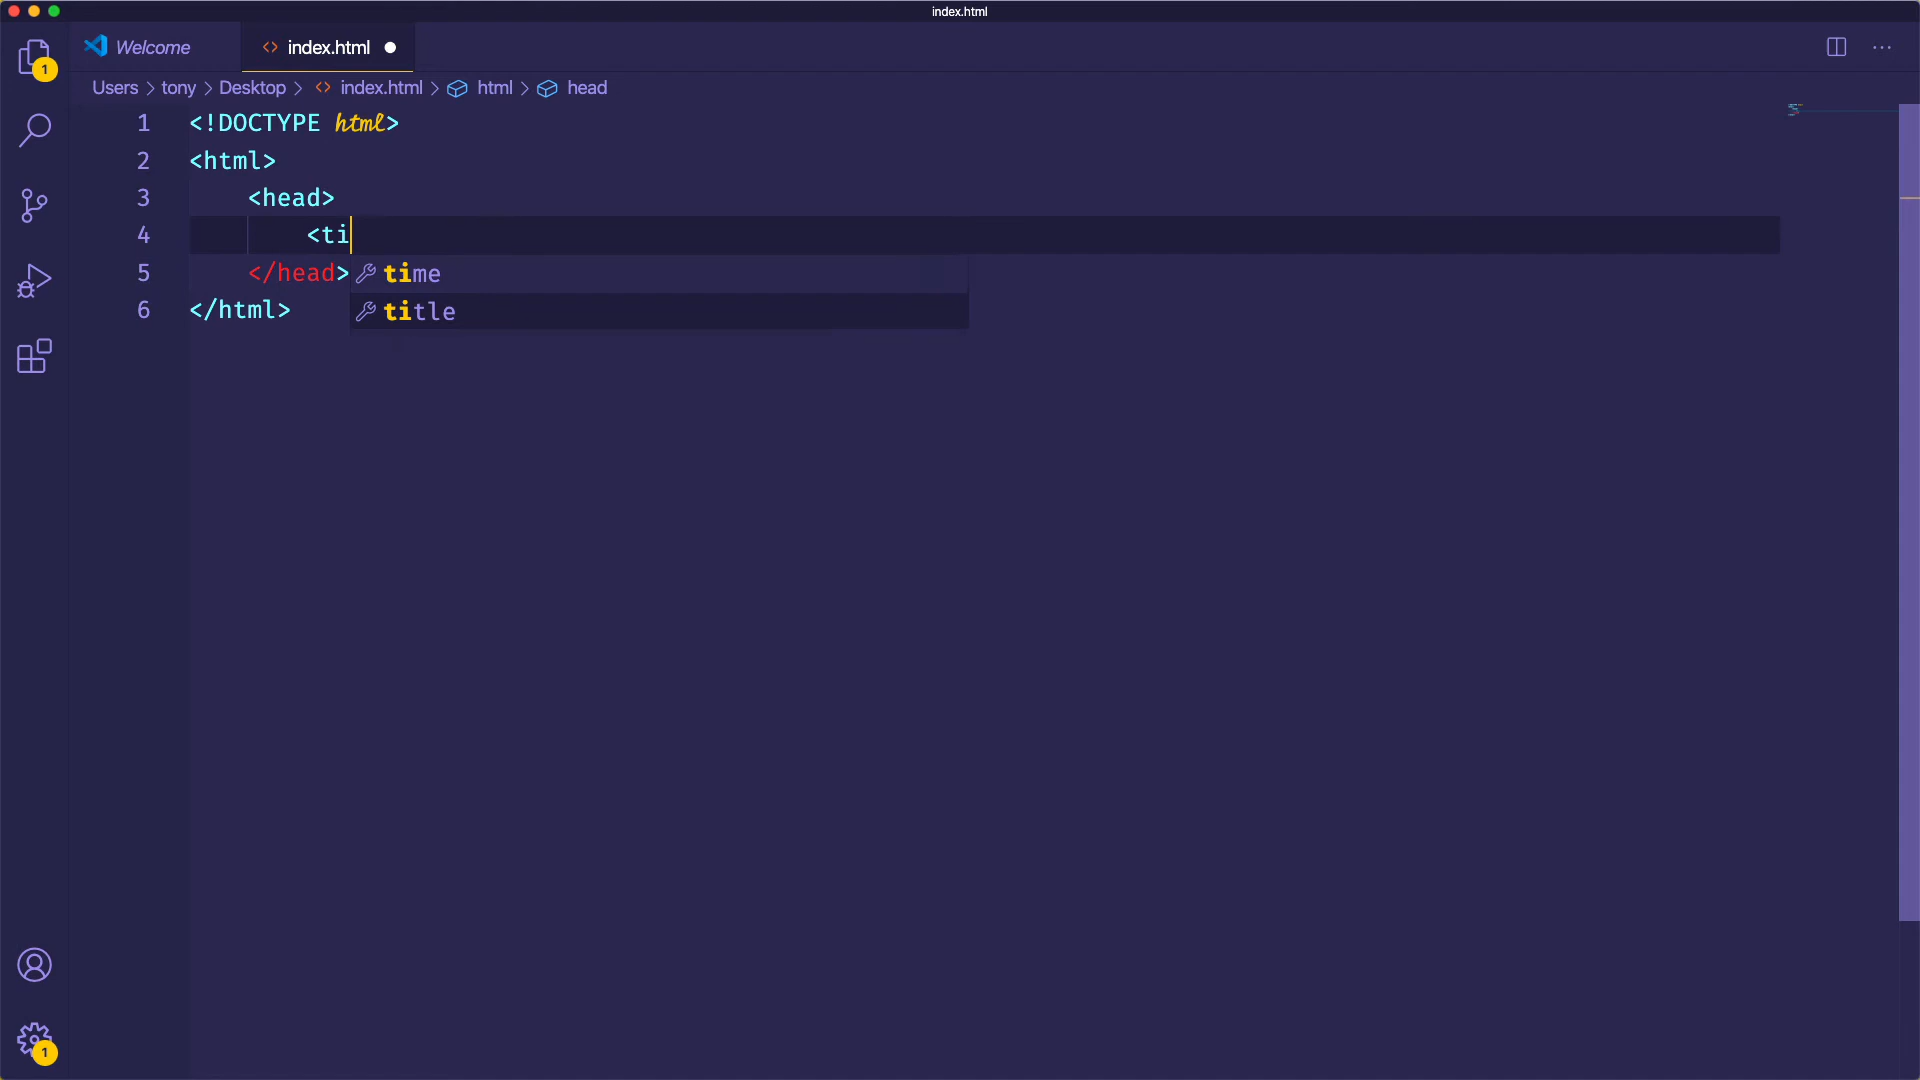 index.html
Welcome
index.html
Users > tony > Desktop > <> index.html > html > head
1 <!DOCTYPE html>
2 <html>
3     <head>
4         <ti
5     </head>
6 </html>
time
title
1
1